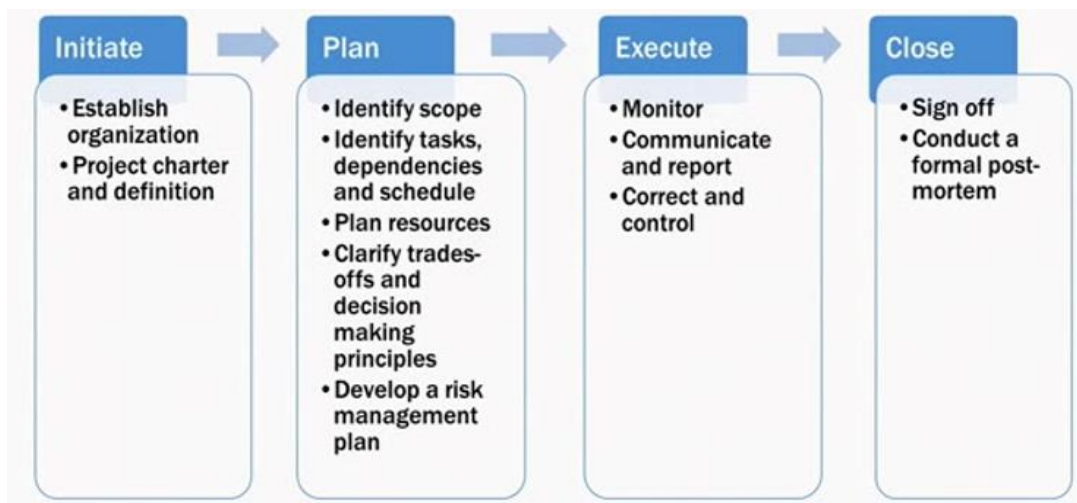 Initiate
• Establish
organization
• Project charter
and definition
Plan
• Identify scope
• Identify tasks,
dependencies
and schedule
• Plan resources
• Clarify trades-
offs and
decision
making
principles
• Develop a risk
management
plan
Execute
• Monitor
• Communicate
and report
• Correct and
control
Close
• Sign off
• Conduct a
formal post-
mortem